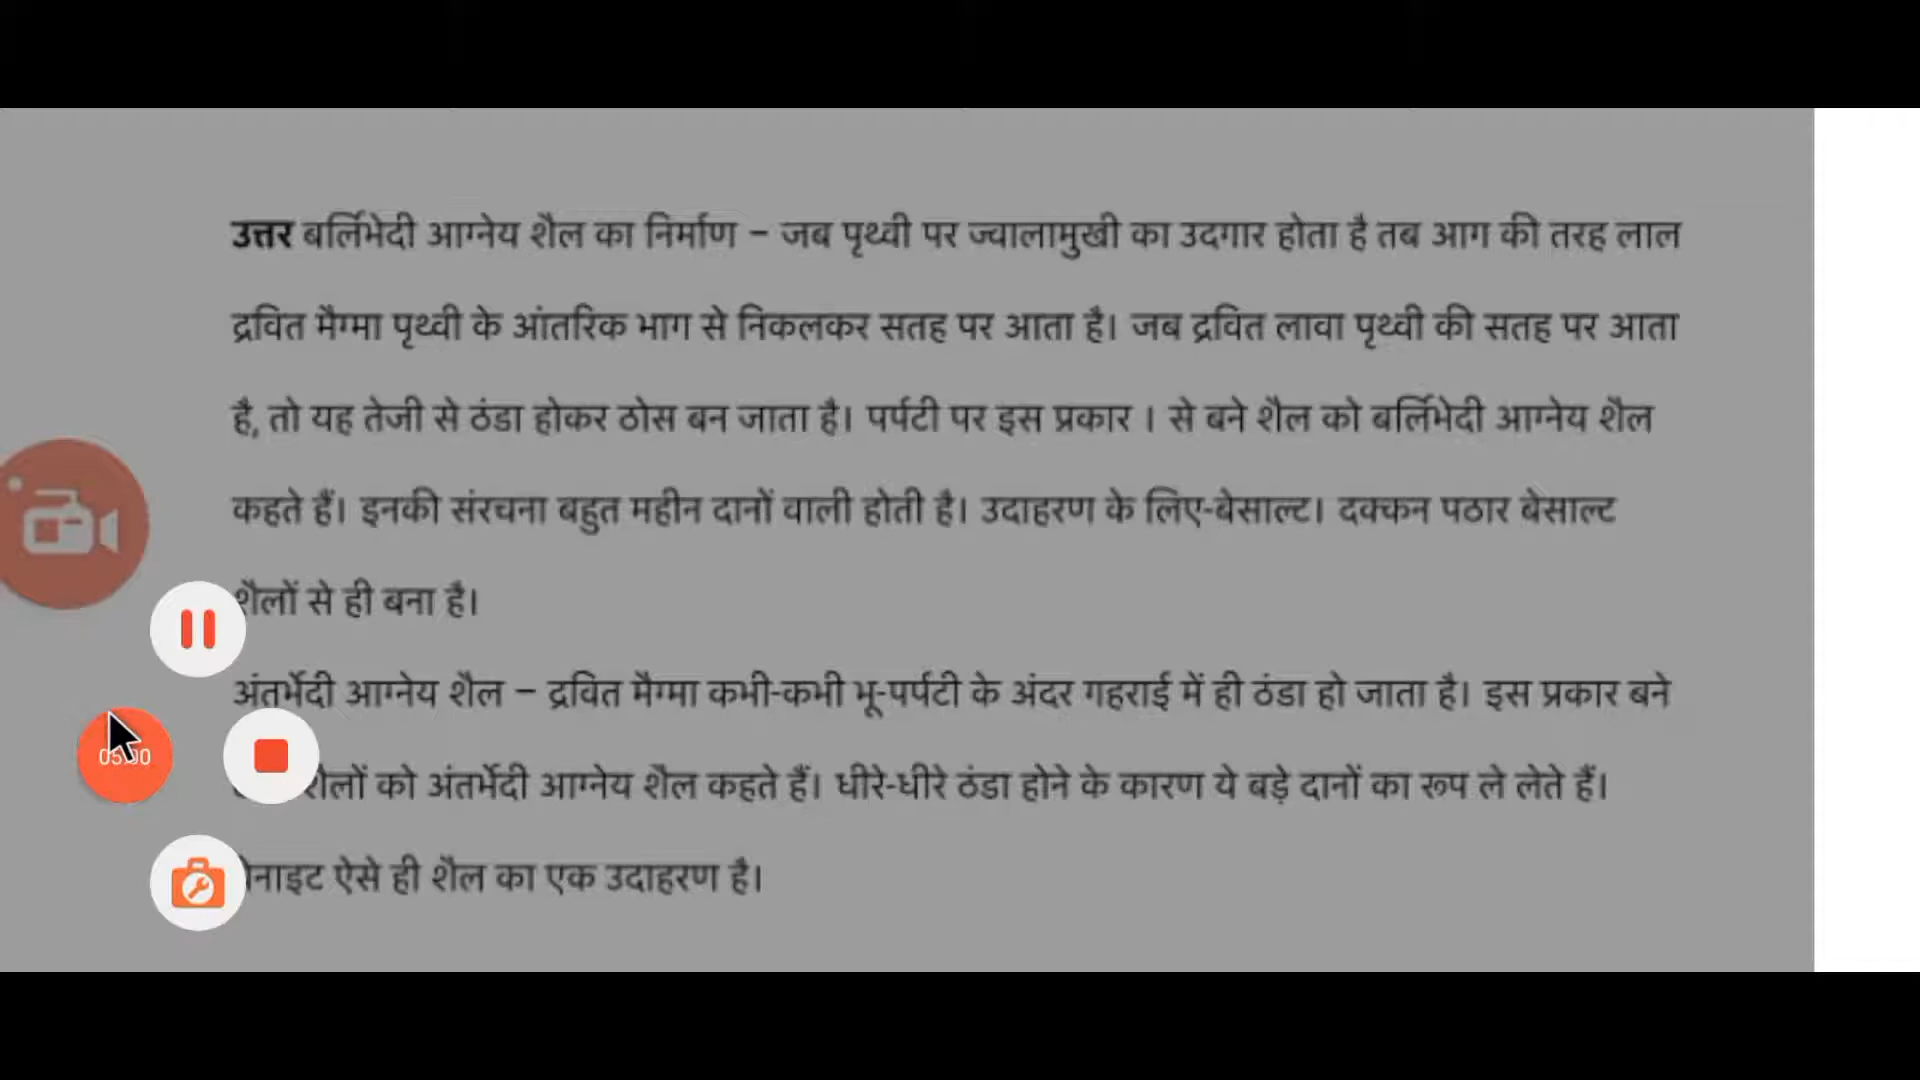 उत्तर बर्लिभेदी आग्नेय शैल का निर्माण – जब पृथ्वी पर ज्वालामुखी का उदगार होता है तब आग की तरह लाल
द्रवित मैग्मा पृथ्वी के आंतरिक भाग से निकलकर सतह पर आता है। जब द्रवित लावा पृथ्वी की सतह पर आता
है, तो यह तेजी से ठंडा होकर ठोस बन जाता है। पर्पटी पर इस प्रकार । से बने शैल को बर्लिभेदी आग्नेय शैल
कहते हैं। इनकी संरचना बहुत महीन दानों वाली होती है। उदाहरण के लिए-बेसाल्ट। दक्कन पठार बेसाल्ट
शैलों से ही बना है।
अंतर्भेदी आग्नेय शैल – द्रवित मैग्मा कभी-कभी भू-पर्पटी के अंदर गहराई में ही ठंडा हो जाता है। इस प्रकार बने
शैलों को अंतर्भेदी आग्नेय शैल कहते हैं। धीरे-धीरे ठंडा होने के कारण ये बड़े दानों का रूप ले लेते हैं।
ऐसे ही शैल का एक उदाहरण है।